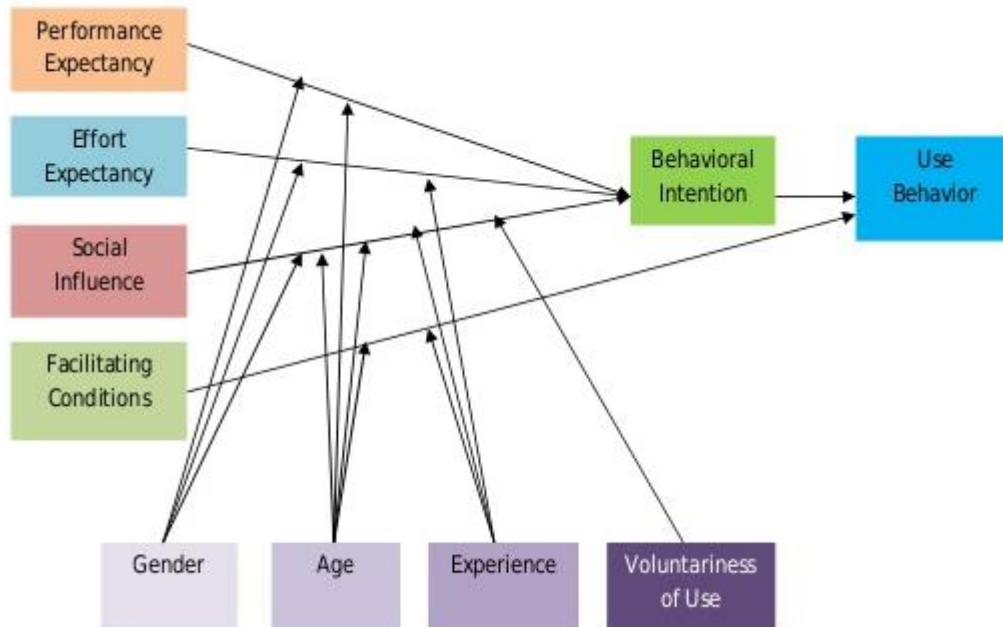 Performance
Expectancy
Effort
Expectancy
Social
Influence
Facilitating
Conditions
Behavioral
Intention
Use
Behavior
Gender
Age
Experience
Voluntariness
of Use